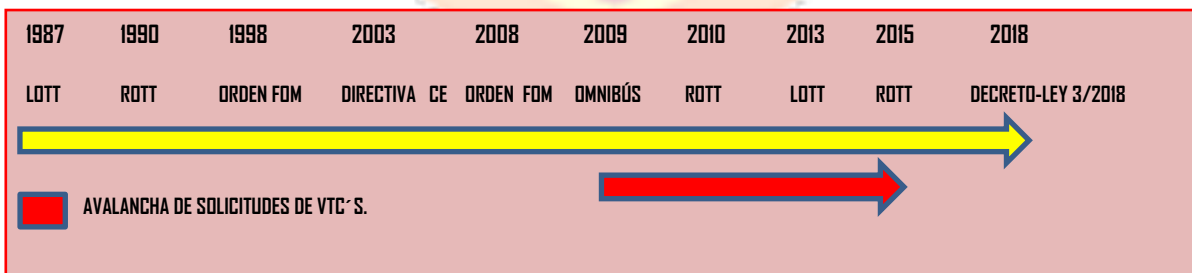 1987 1990 1998 2003 2008 2009 2010 2013 2015 2018
LOTT ROTT ORDEN FOM DIRECTIVA CE ORDEN FOM OMNIBÚS ROTT LOTT ROTT DECRETO-LEY 3/2018
AVALANCHA DE SOLICITUDES DE VTC´S.